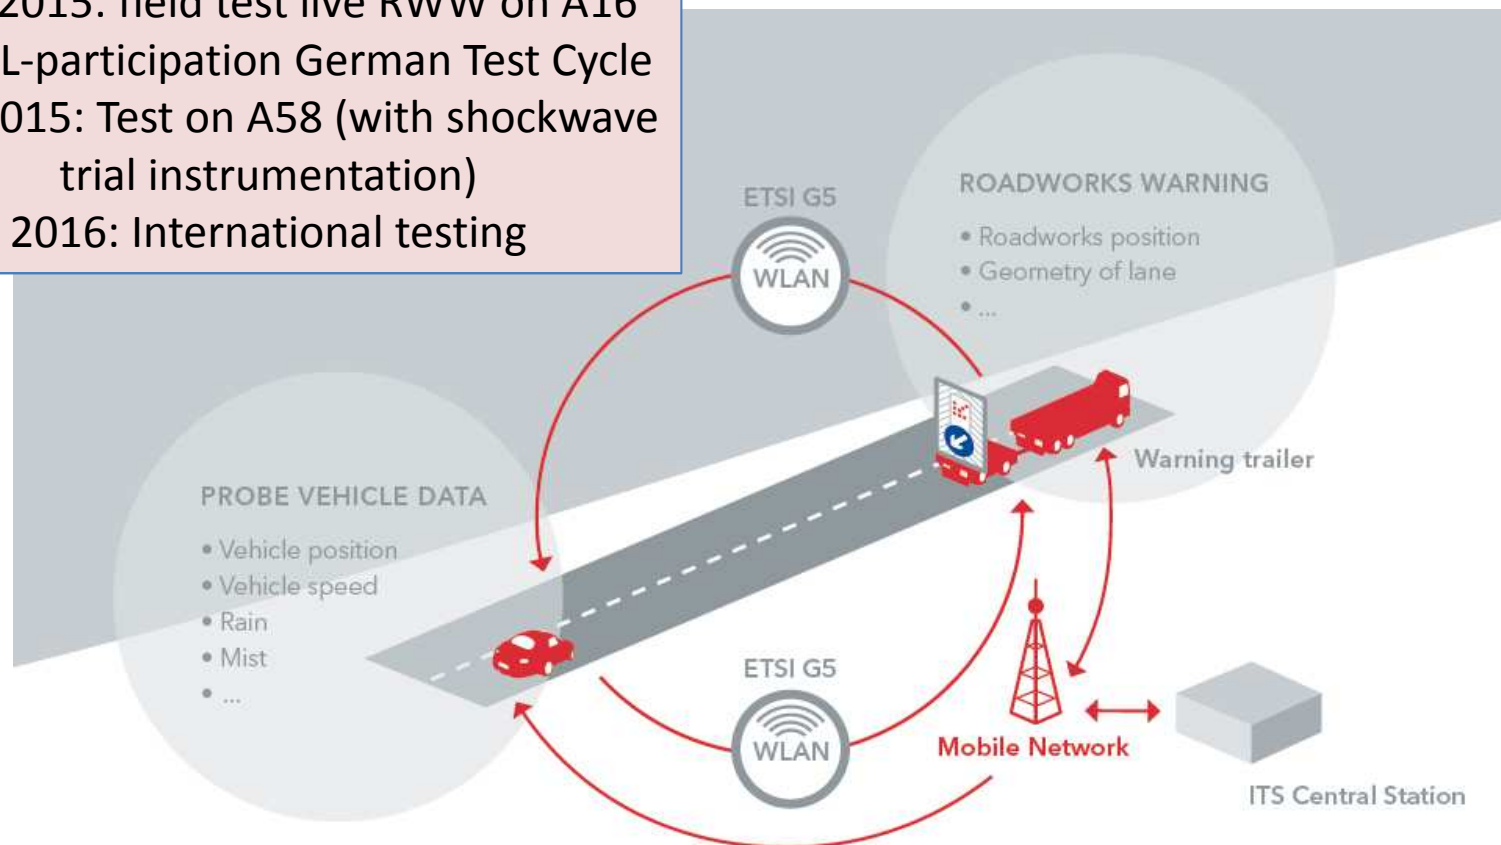 2015: field test live RWW on A16
L-participation German Test Cycle
015: Test on A58 (with shockwave
trial instrumentation)
2016: International testing
ETSI G5
WLAN
ROADWORKS WARNING
• Roadworks position
• Geometry of lane
• ...
Warning trailer
PROBE VEHICLE DATA
• Vehicle position
• Vehicle speed
• Rain
• Mist
• ...
ETSI G5
WLAN
Mobile Network
ITS Central Station